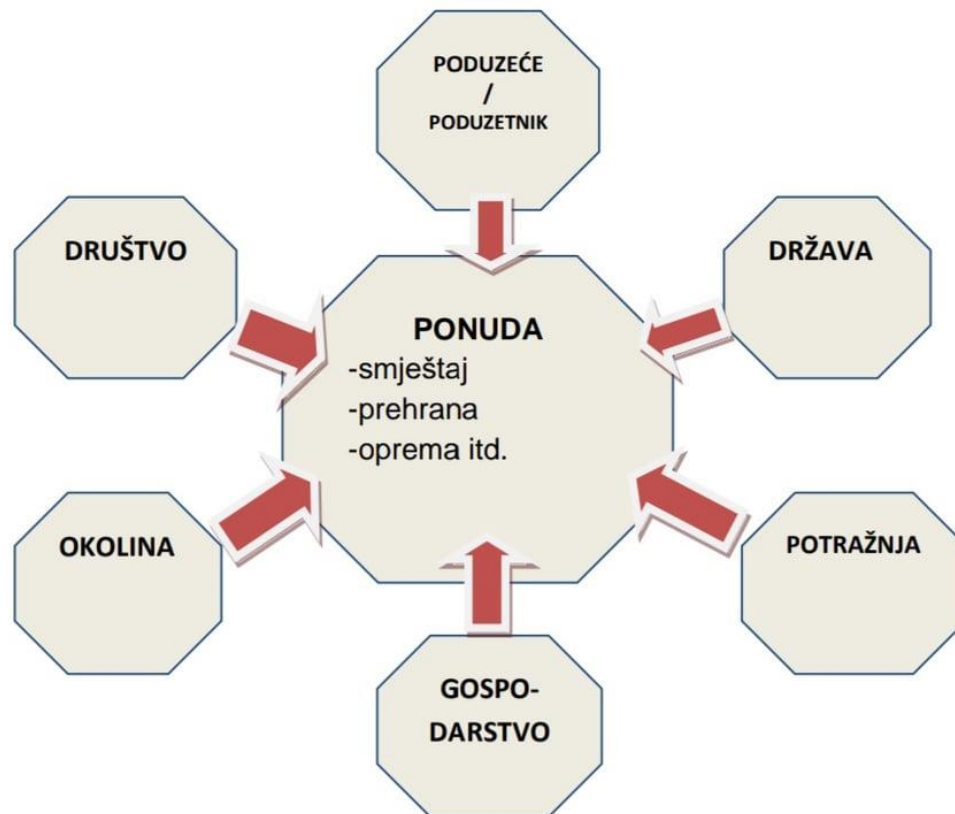 PODUZEĆE
/
PODUZETNIK
DRUŠTVO
DRŽAVA
PONUDA
-smještaj
-prehrana
-oprema itd.
OKOLINA
POTRAŽNJA
GOSPO-
DARSTVO